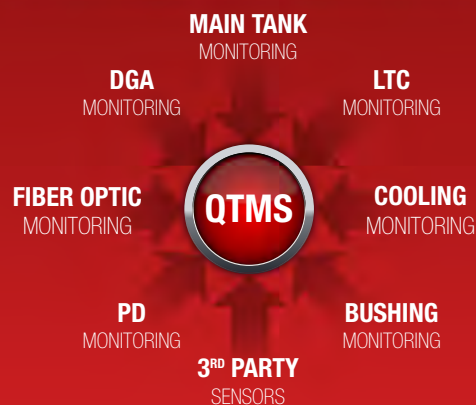 MAIN TANK
MONITORING
DGA
MONITORING
LTC
MONITORING
FIBER OPTIC
MONITORING
QTMS
COOLING
MONITORING
PD
MONITORING
BUSHING
MONITORING
3RD PARTY
SENSORS